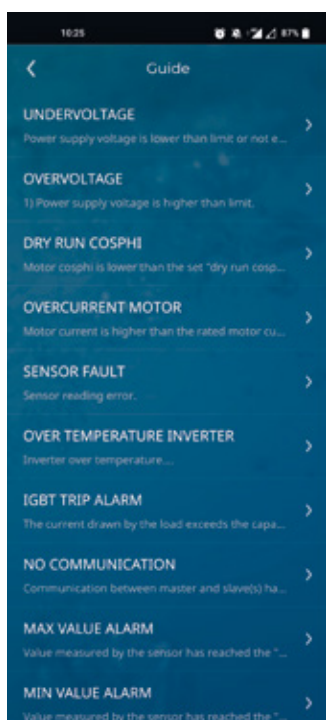 10:25
87%
Guide
UNDERVOLTAGE
Power supply voltage is lower than limit or not e...
OVERVOLTAGE
1) Power supply voltage is higher than limit.
DRY RUN COSPHI
Motor cosphi is lower than the set "dry run cosp...
OVERCURRENT MOTOR
Motor current is higher than the rated motor cu...
SENSOR FAULT
Sensor reading error.
OVER TEMPERATURE INVERTER
Inverter over temperature....
IGBT TRIP ALARM
The current drawn by the load exceeds the capa...
NO COMMUNICATION
Communication between master and slave(s) ha...
MAX VALUE ALARM
Value measured by the sensor has reached the "...
MIN VALUE ALARM
Value measured by the sensor has reached the "...